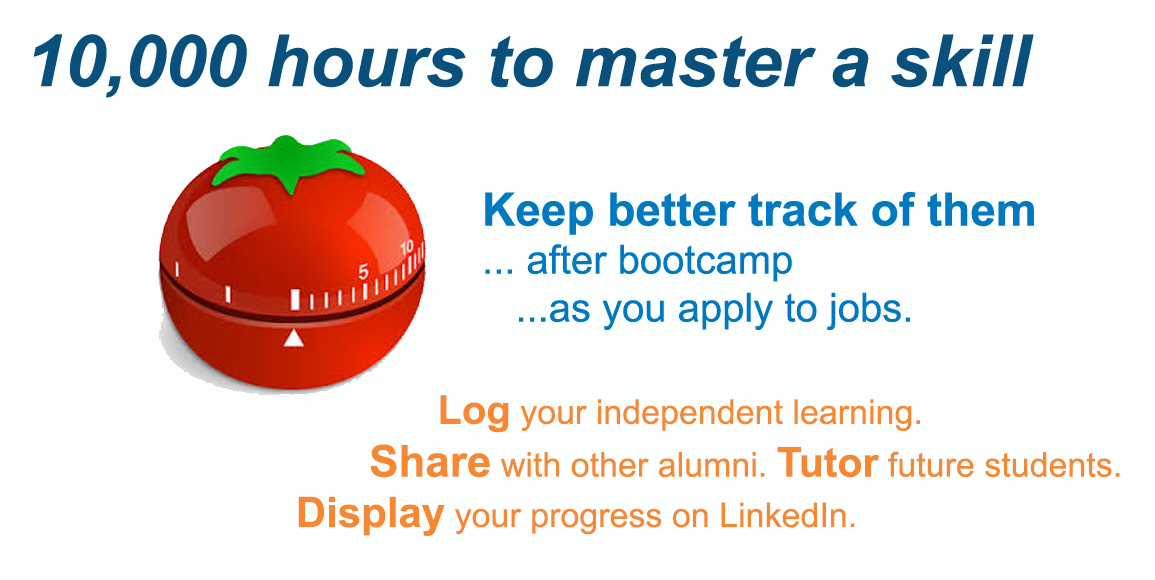 10,000 hours to master a skill
Keep better track of them
... after bootcamp
...as you apply to jobs.
5
10
Log your independent learning.
Share with other alumni. Tutor future students.
Display your progress on LinkedIn.